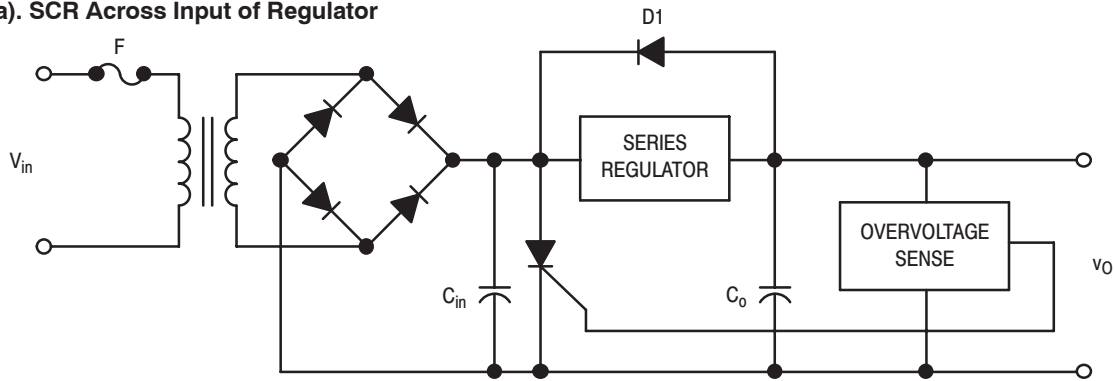 a). SCR Across Input of Regulator
D1
F
SERIES
REGULATOR
Vin
OVERVOLTAGE
SENSE
vO
Cin
Co